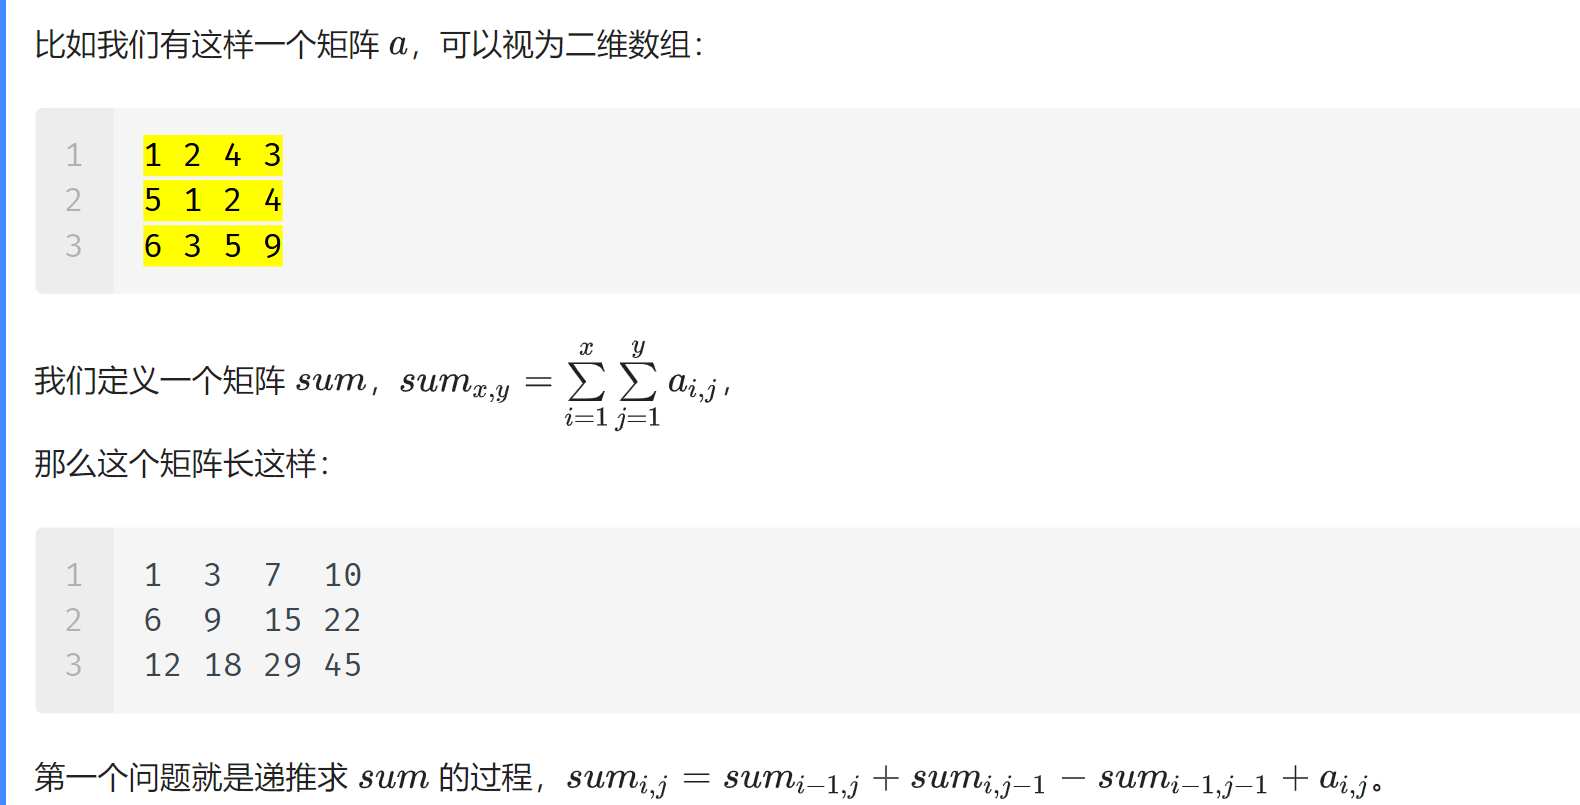 比如我们有这样一个矩阵 a，可以视为二维数组：
1 1 2 4 3
2 5 1 2 4
3 6 3 5 9
我们定义一个矩阵 sum，sum_{x,y} = \sum_{i=1}^{x} \sum_{j=1}^{y} a_{i,j}，
那么这个矩阵长这样：
1 1 3 7 10
2 6 9 15 22
3 12 18 29 45
第一个问题就是递推求 sum 的过程，sum_{i,j} = sum_{i-1,j} + sum_{i,j-1} − sum_{i-1,j-1} + a_{i,j}。